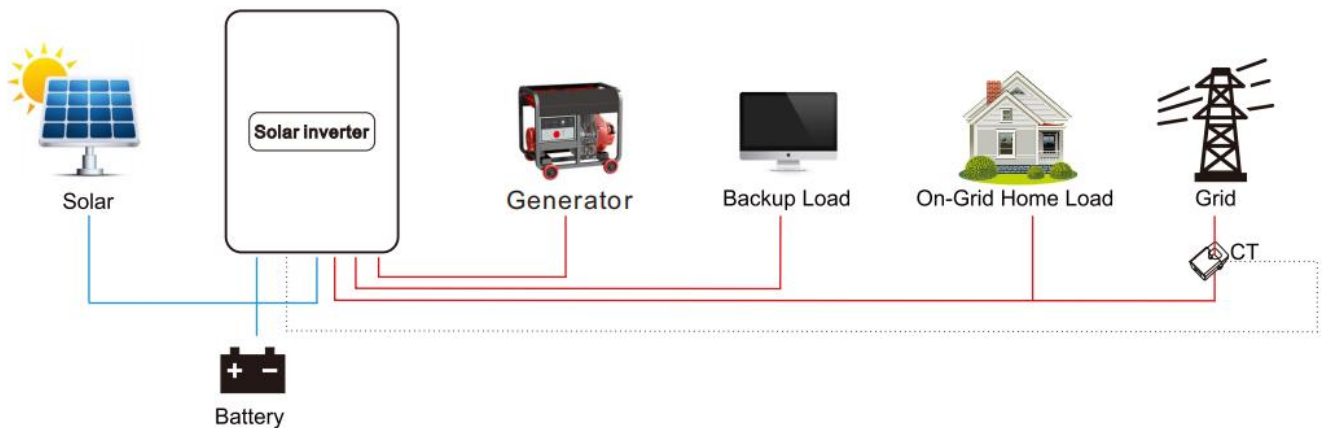 Solar inverter
Solar
Generator
Backup Load
On-Grid Home Load
Grid
CT
Battery